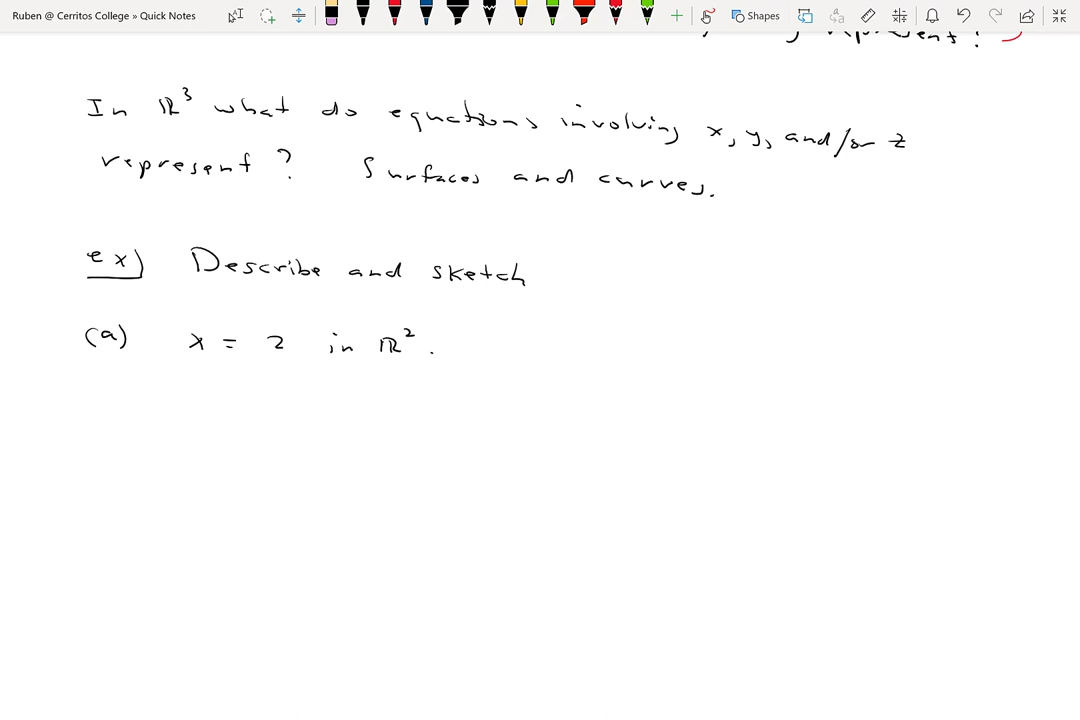 Ruben @ Cerritos College » Quick Notes
Shapes
represent?
In ℝ³ what do equations involving x, y, and/or z
represent? Surfaces and curves.
ex) Describe and sketch
(a) x = 2 in ℝ².